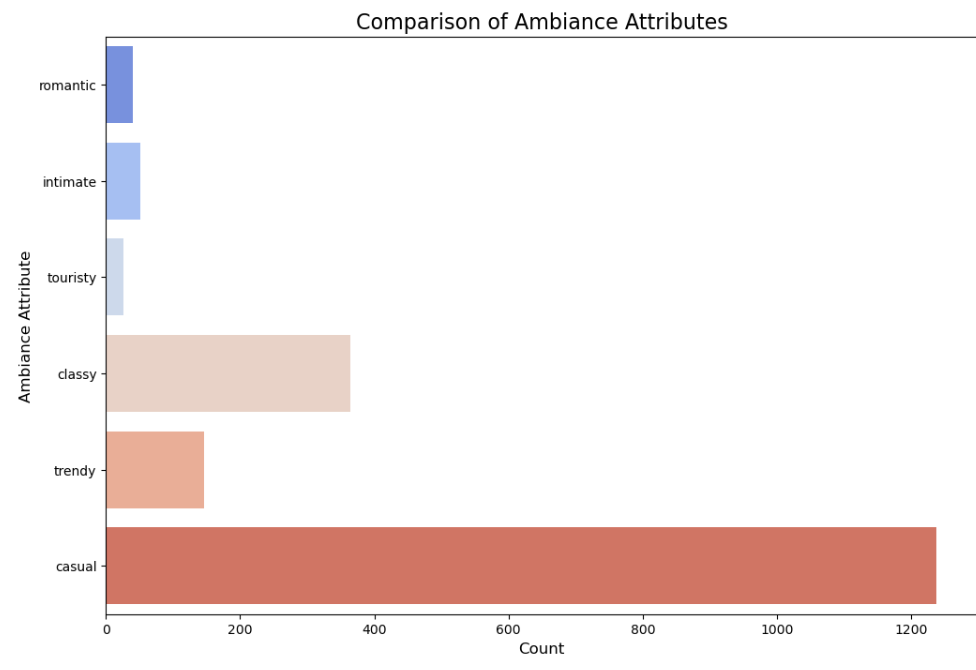 Comparison of Ambiance Attributes
Ambiance Attribute
romantic
intimate
touristy
classy
trendy
casual
0 200 400 600 800 1000 1200
Count